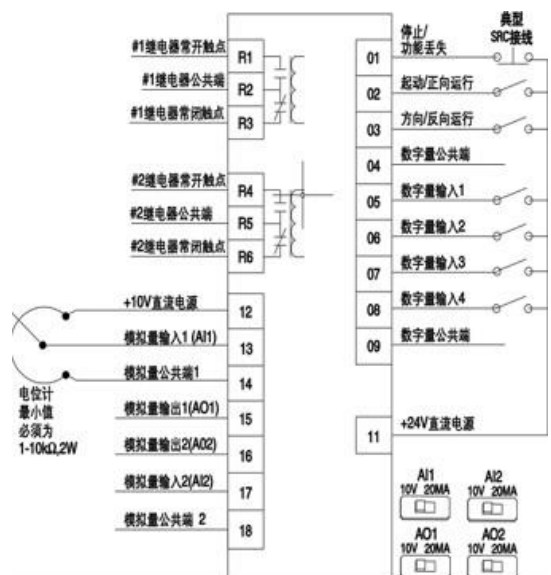 #1继电器常开触点
R1
#1继电器公共端
R2
#1继电器常闭触点
R3
#2继电器常开触点
R4
#2继电器公共端
R5
#2继电器常闭触点
R6
+10V直流电源
12
模拟量输入1 (AI1)
13
模拟量公共端1
14
模拟量输出1(AO1)
15
模拟量输出2(AO2)
16
模拟量输入2(AI2)
17
模拟量公共端 2
18
电位计
最小值
必须为
1-10kΩ,2W
典型
SRC接线
停止/
功能丢失
01
起动/正向运行
02
方向/反向运行
03
数字量公共端
04
数字量输入1
05
数字量输入2
06
数字量输入3
07
数字量输入4
08
数字量公共端
09
+24V直流电源
11
AI1
10V 20MA
AI2
10V 20MA
AO1
10V 20MA
AO2
10V 20MA